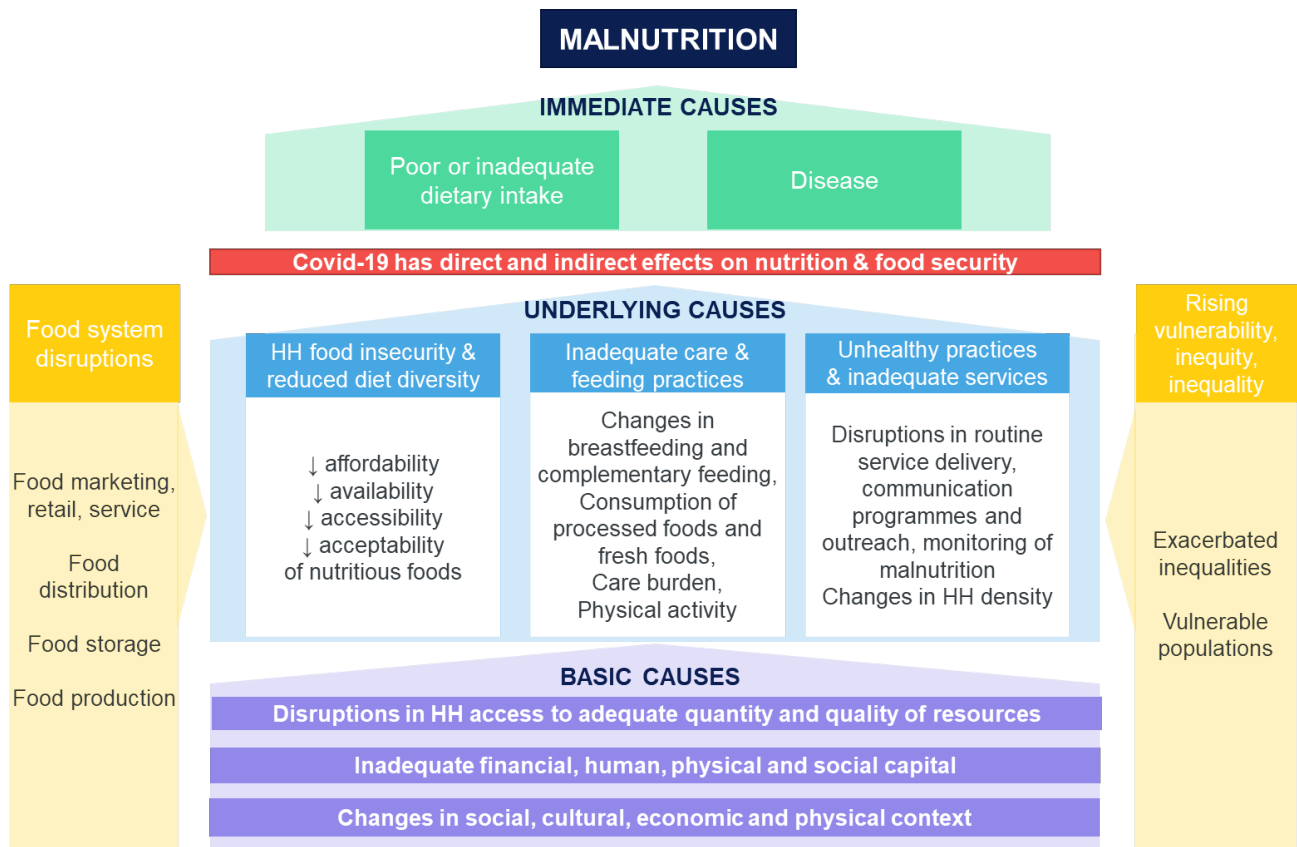 MALNUTRITION
IMMEDIATE CAUSES
Poor or inadequate
dietary intake
Disease
Covid-19 has direct and indirect effects on nutrition & food security
Food system
disruptions
Food marketing,
retail, service
Food
distribution
Food storage
Food production
UNDERLYING CAUSES
HH food insecurity &
reduced diet diversity
↓ affordability
↓ availability
↓ accessibility
↓ acceptability
of nutritious foods
Inadequate care &
feeding practices
Changes in
breastfeeding and
complementary feeding,
Consumption of
processed foods and
fresh foods,
Care burden,
Physical activity
Unhealthy practices
& inadequate services
Disruptions in routine
service delivery,
communication
programmes and
outreach, monitoring of
malnutrition
Changes in HH density
Rising
vulnerability,
inequity,
inequality
Exacerbated
inequalities
Vulnerable
populations
BASIC CAUSES
Disruptions in HH access to adequate quantity and quality of resources
Inadequate financial, human, physical and social capital
Changes in social, cultural, economic and physical context